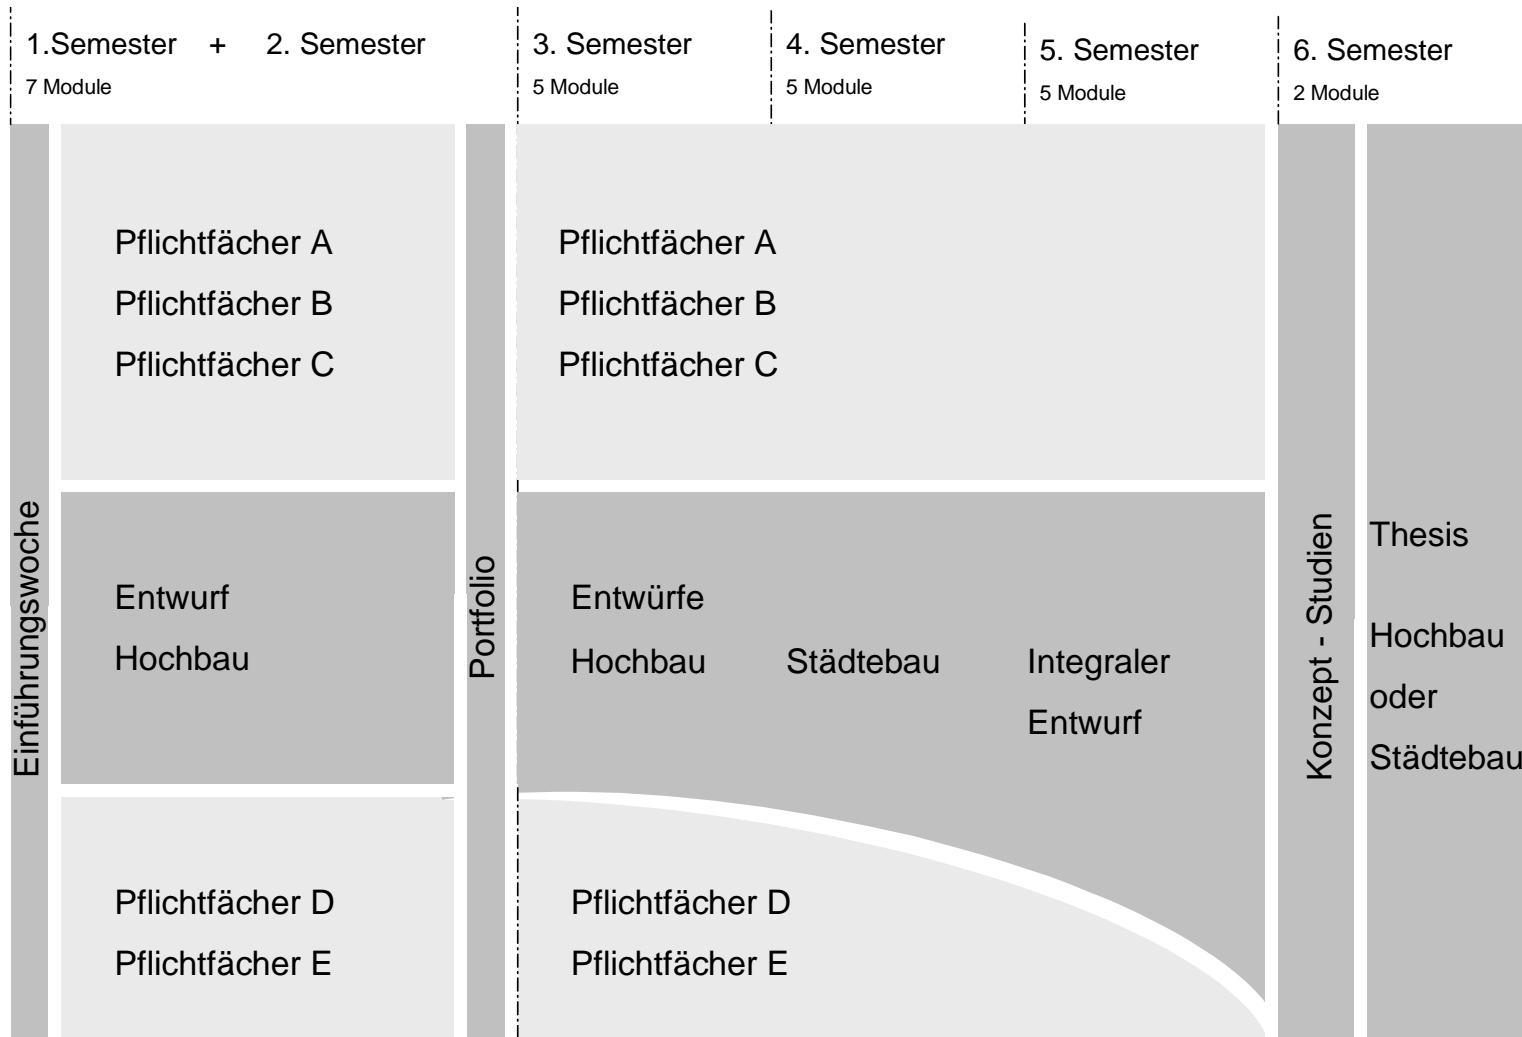 1.Semester + 2. Semester
7 Module
3. Semester
5 Module
4. Semester
5 Module
5. Semester
5 Module
6. Semester
2 Module
Einführungswoche
Pflichtfächer A
Pflichtfächer B
Pflichtfächer C
Entwurf
Hochbau
Pflichtfächer D
Pflichtfächer E
Portfolio
Pflichtfächer A
Pflichtfächer B
Pflichtfächer C
Entwürfe
Hochbau
Städtebau
Integraler
Entwurf
Pflichtfächer D
Pflichtfächer E
Konzept - Studien
Thesis
Hochbau
oder
Städtebau